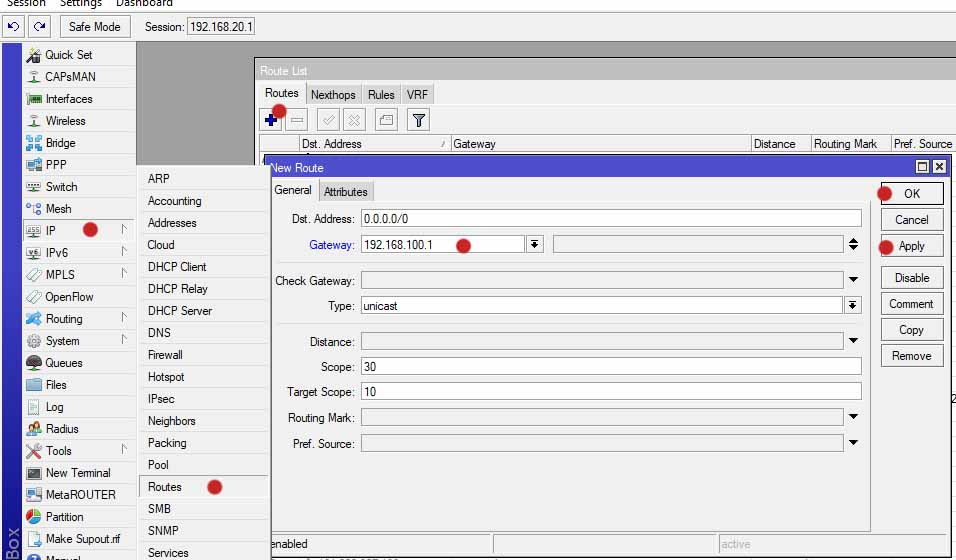 Session Settings Dashboard
Safe Mode Session: 192.168.20.1
Quick Set
CAPsMAN
Interfaces
Wireless
Bridge
PPP
Switch
Mesh
IP
IPv6
MPLS
OpenFlow
Routing
System
Queues
Files
Log
Radius
Tools
New Terminal
MetaROUTER
Partition
Make Supout.rif
Manual
Box
ARP
Accounting
Addresses
Cloud
DHCP Client
DHCP Relay
DHCP Server
DNS
Firewall
Hotspot
IPsec
Neighbors
Packing
Pool
Routes
SMB
SNMP
Services
Route List
Routes Nexthops Rules VRF
Dst. Address / Gateway Distance Routing Mark Pref. Source
New Route
General Attributes
Dst. Address: 0.0.0.0/0
Gateway: 192.168.100.1
Check Gateway:
Type: unicast
Distance:
Scope: 30
Target Scope: 10
Routing Mark:
Pref. Source:
OK
Cancel
Apply
Disable
Comment
Copy
Remove
enabled active